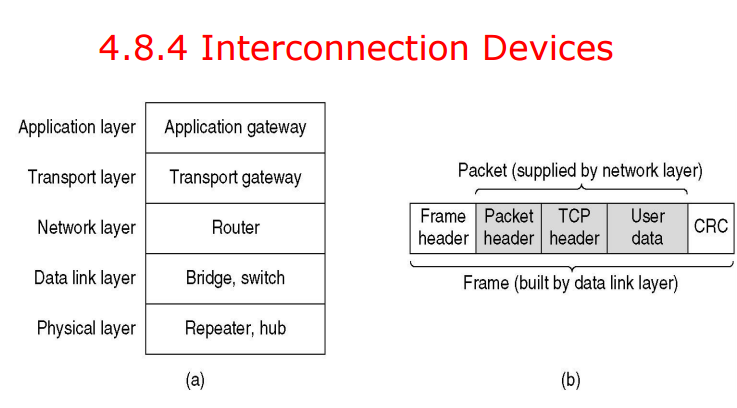 4.8.4 Interconnection Devices
Application layer
Application gateway
Transport layer
Transport gateway
Network layer
Router
Data link layer
Bridge, switch
Physical layer
Repeater, hub
(a)
Packet (supplied by network layer)
Frame
header
Packet
header
TCP
header
User
data
CRC
Frame (built by data link layer)
(b)